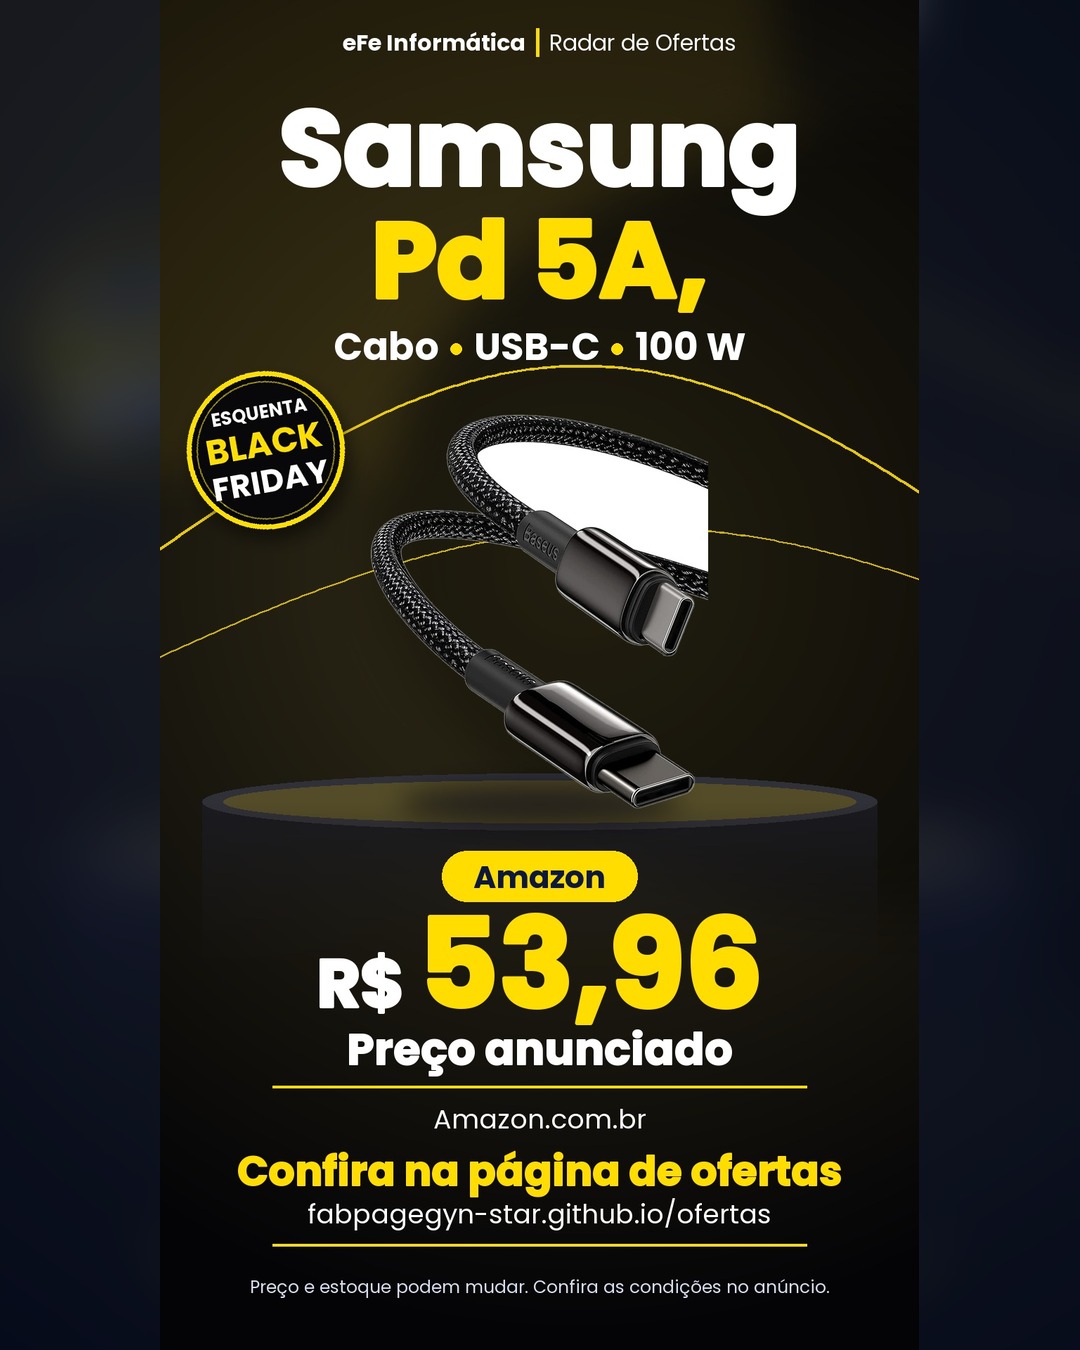 eFe Informática | Radar de Ofertas
Samsung
Pd 5A,
Cabo • USB-C • 100 W
ESQUENTA
BLACK
FRIDAY
Baseus
Amazon
R$ 53,96
Preço anunciado
Amazon.com.br
Confira na página de ofertas
fabpagegyn-star.github.io/ofertas
Preço e estoque podem mudar. Confira as condições no anúncio.